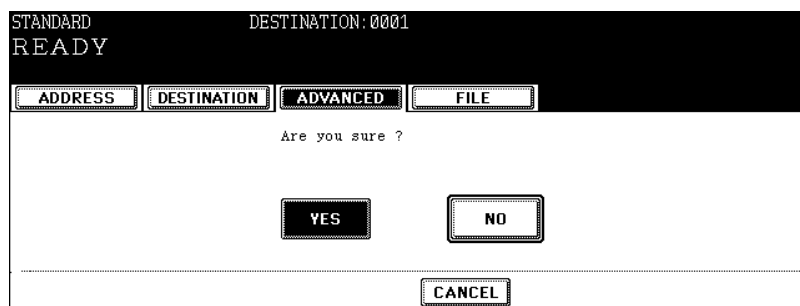 STANDARD DESTINATION:0001
READY
ADDRESS DESTINATION ADVANCED FILE
Are you sure ?
YES NO
CANCEL